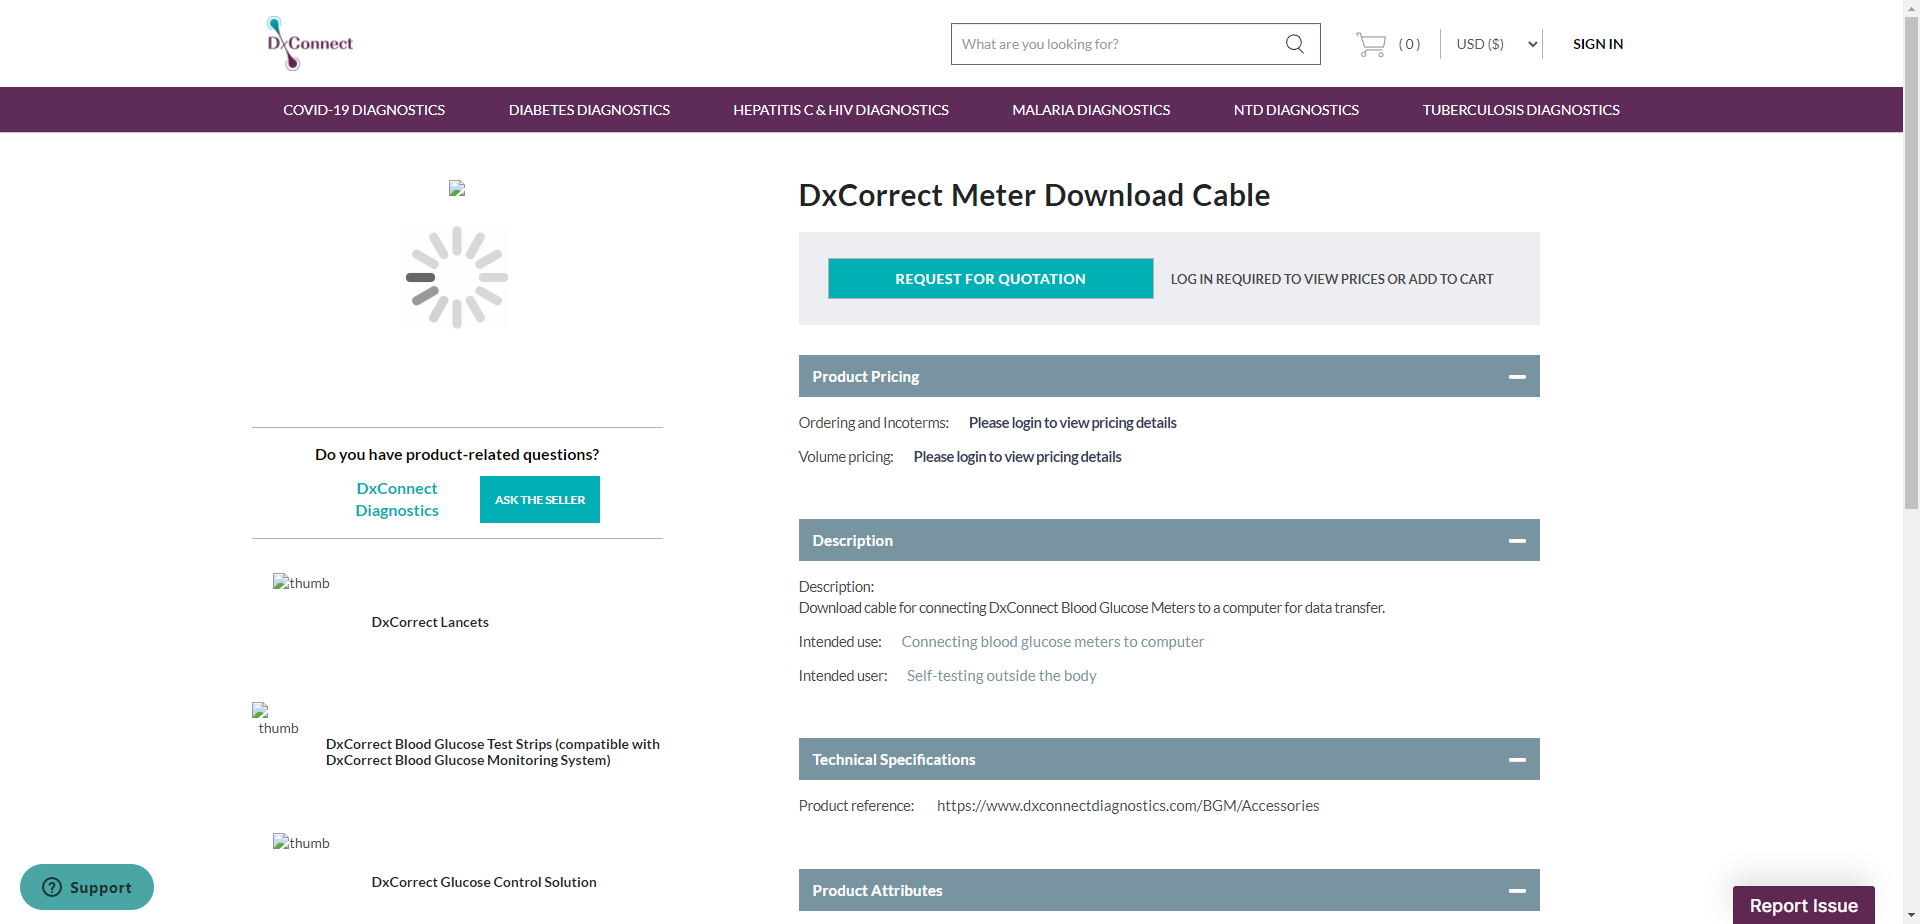 DxConnect
What are you looking for?
( 0 )
USD ($)
SIGN IN
COVID-19 DIAGNOSTICS
DIABETES DIAGNOSTICS
HEPATITIS C & HIV DIAGNOSTICS
MALARIA DIAGNOSTICS
NTD DIAGNOSTICS
TUBERCULOSIS DIAGNOSTICS
DxCorrect Meter Download Cable
REQUEST FOR QUOTATION
LOG IN REQUIRED TO VIEW PRICES OR ADD TO CART
Product Pricing
Ordering and Incoterms: Please login to view pricing details
Volume pricing: Please login to view pricing details
Do you have product-related questions?
DxConnect
Diagnostics
ASK THE SELLER
Description
Description:
Download cable for connecting DxConnect Blood Glucose Meters to a computer for data transfer.
Intended use: Connecting blood glucose meters to computer
Intended user: Self-testing outside the body
thumb
DxCorrect Lancets
thumb
DxCorrect Blood Glucose Test Strips (compatible with
DxCorrect Blood Glucose Monitoring System)
thumb
DxCorrect Glucose Control Solution
Technical Specifications
Product reference: https://www.dxconnectdiagnostics.com/BGM/Accessories
Product Attributes
Support
Report Issue